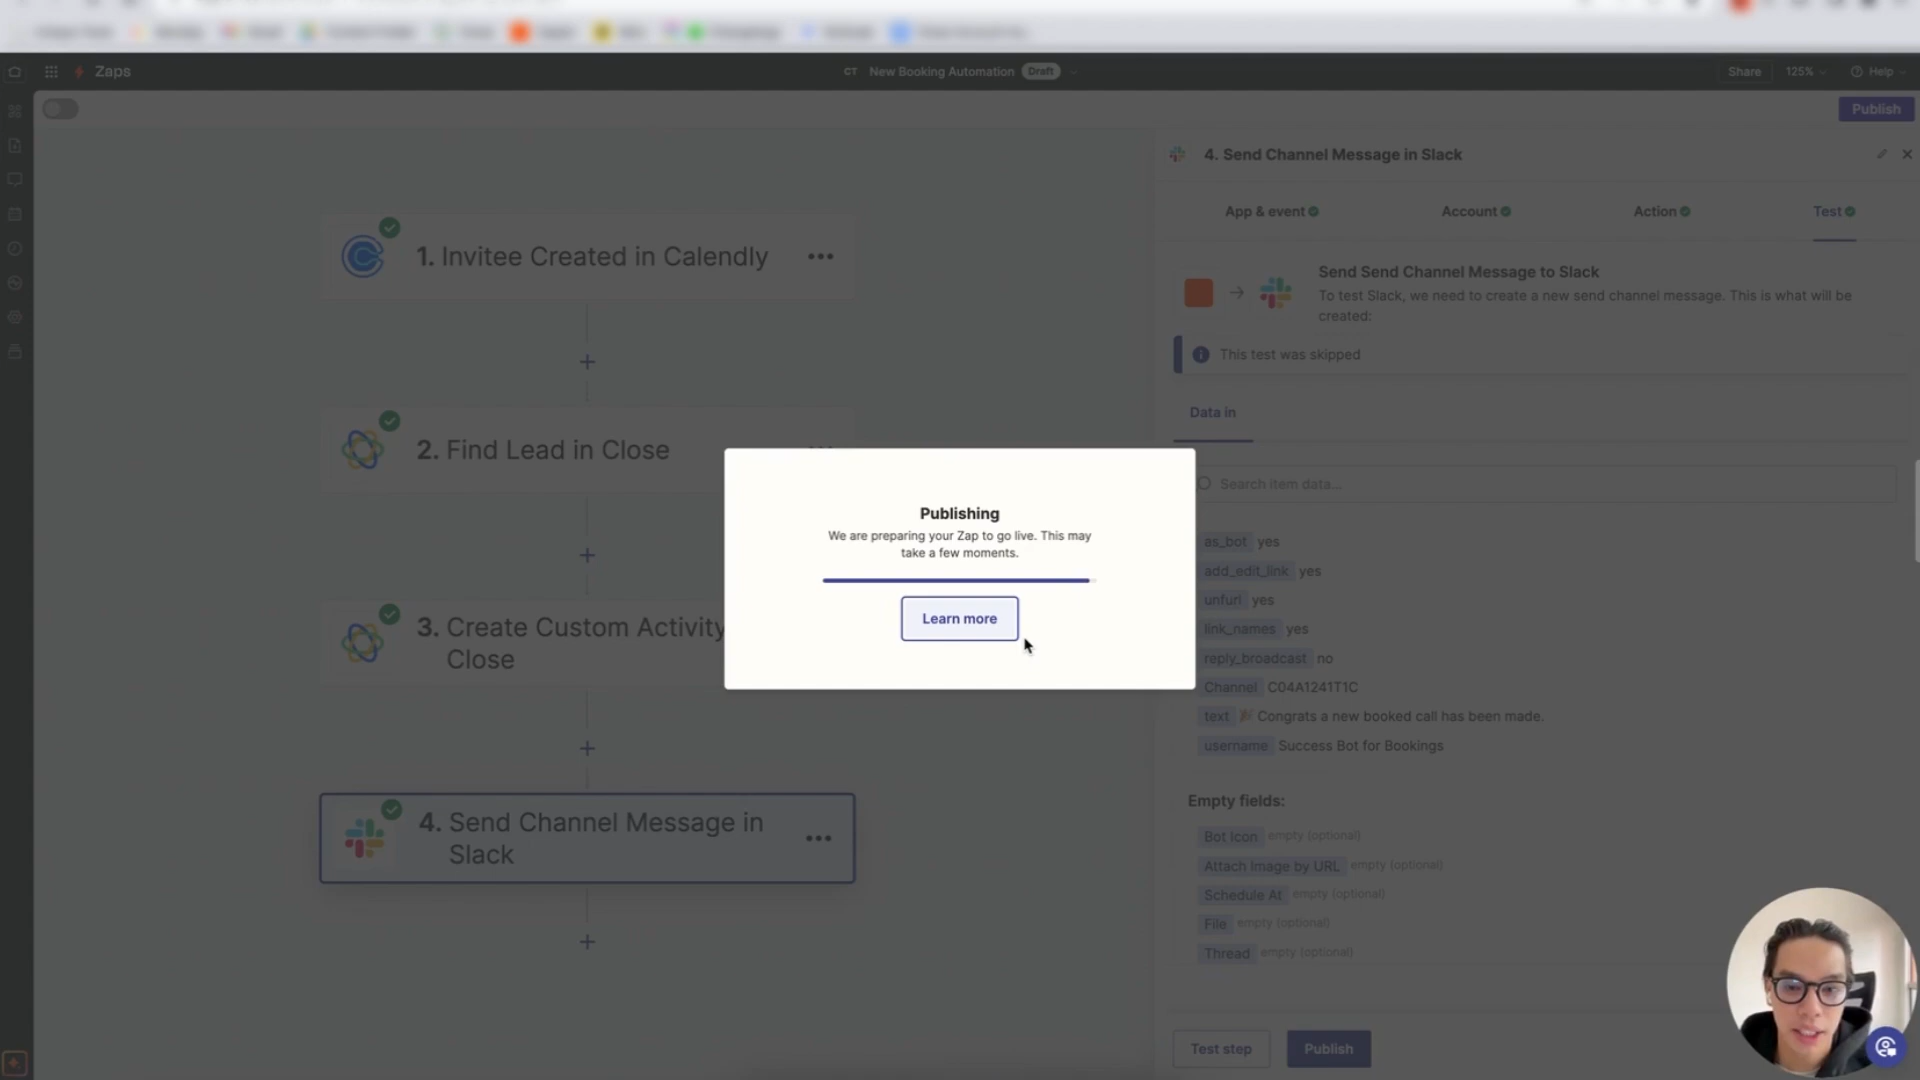 Zaps
CT New Booking Automation Draft
Share
125%
Help
Publish
4. Send Channel Message in Slack
App & event
Account
Action
Test
Send Send Channel Message to Slack
To test Slack, we need to create a new send channel message. This is what will be
created:
This test was skipped
Data in
Search item data...
as_bot yes
add_edit_link yes
unfurl yes
link_names yes
reply_broadcast no
Channel C04A1241T1C
text 🎉 Congrats a new booked call has been made.
username Success Bot for Bookings
Empty fields:
Bot Icon empty (optional)
Attach Image by URL empty (optional)
Schedule At empty (optional)
File empty (optional)
Thread empty (optional)
Test step
Publish
1. Invitee Created in Calendly
2. Find Lead in Close
3. Create Custom Activity
Close
4. Send Channel Message in
Slack
Publishing
We are preparing your Zap to go live. This may
take a few moments.
Learn more